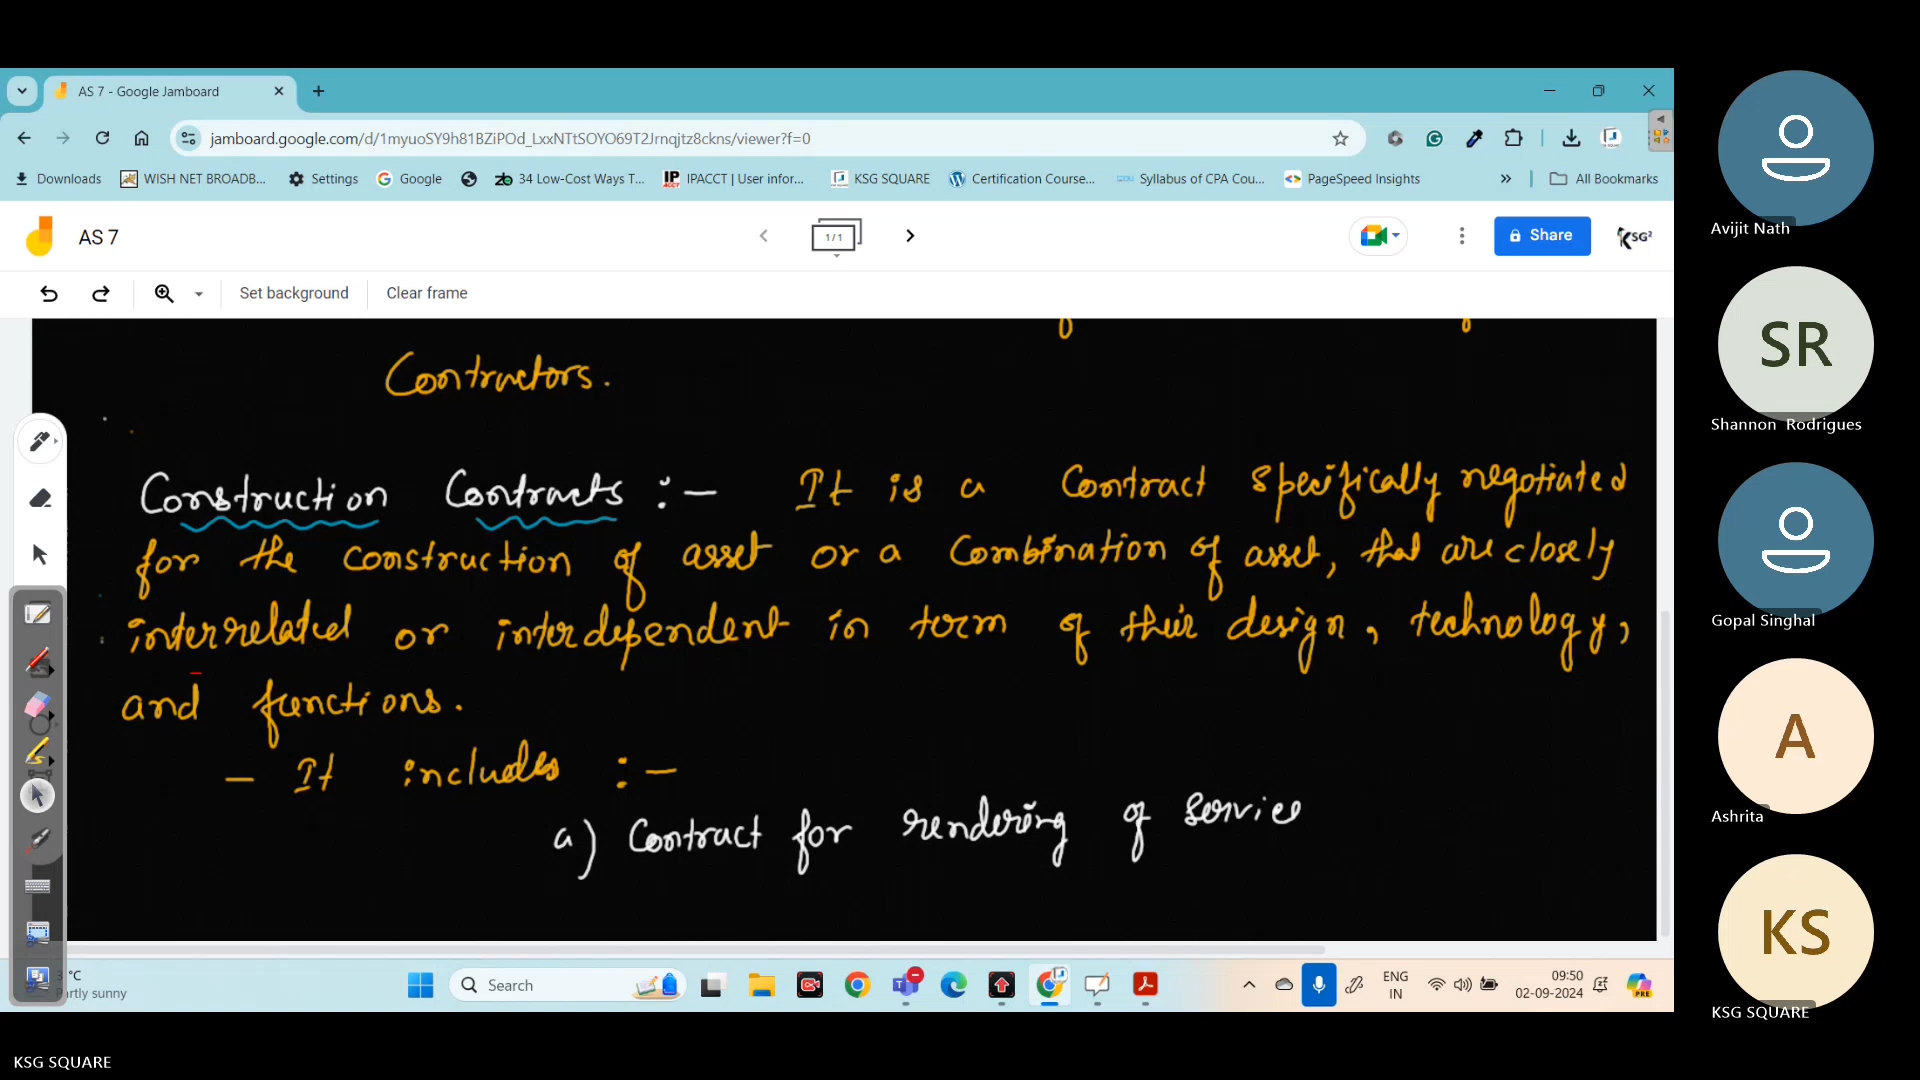 AS 7 - Google Jamboard
jamboard.google.com/d/1myuoSY9h81BZiPOd_LxxNTtSOYO69T2Jrnqjtz8ckns/viewer?f=0
Downloads WISH NET BROADB... Settings Google 34 Low-Cost Ways T... IPACCT | User infor... KSG SQUARE Certification Course... Syllabus of CPA Cou... PageSpeed Insights » All Bookmarks
AS 7 1 / 1 Share KSG²
Set background Clear frame
Contractors.
Construction Contracts :- It is a Contract specifically negotiated
for the construction of asset or a Combination of asset, that are closely
interrelated or interdependent in term of their design, technology,
and functions.
- It includes :-
a) Contract for rendering of service
°C
Partly sunny
Search
ENG
IN
09:50
02-09-2024
PRE
Avijit Nath
SR
Shannon Rodrigues
Gopal Singhal
A
Ashrita
KS
KSG SQUARE
KSG SQUARE